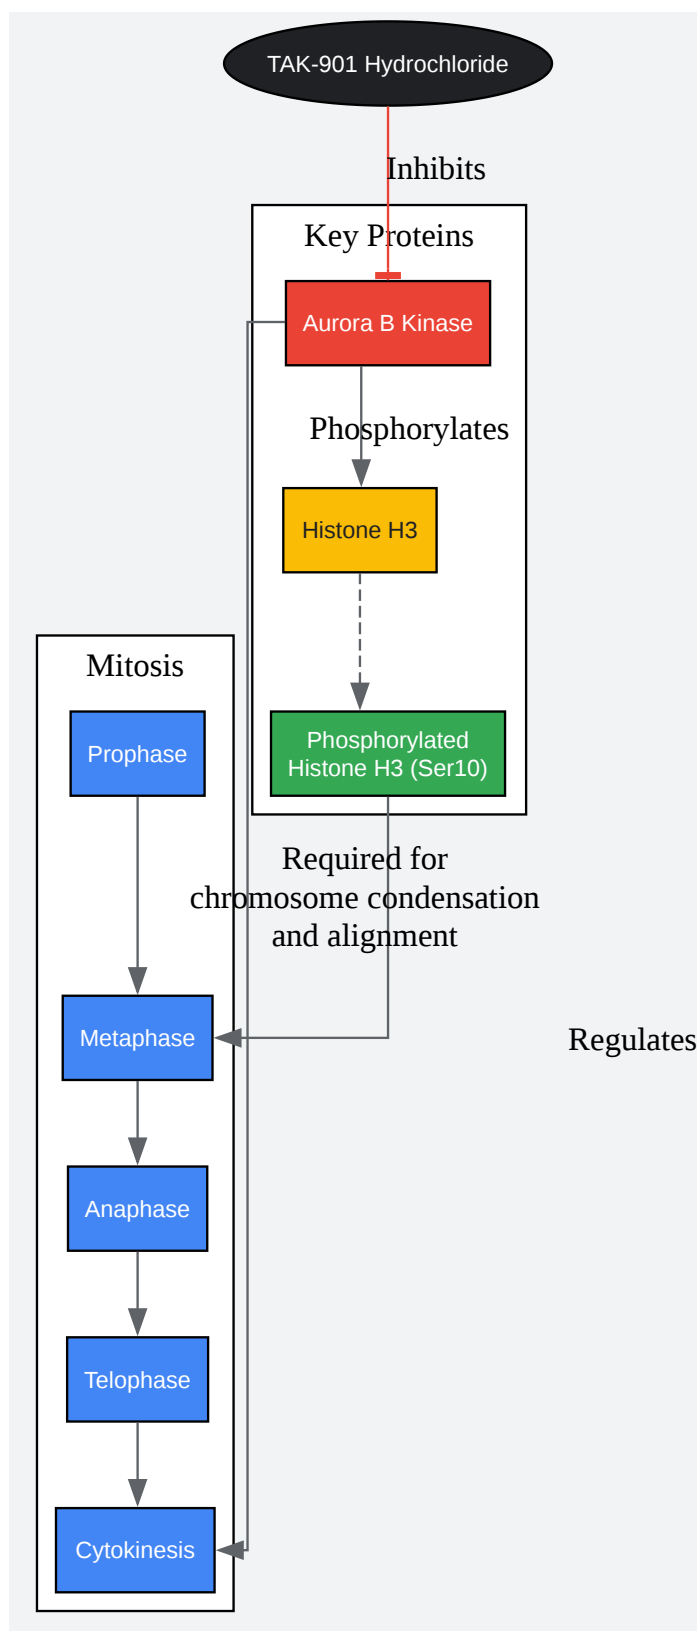 TAK-901 Hydrochloride
Inhibits
Key Proteins
Aurora B Kinase
Phosphorylates
Histone H3
Mitosis
Prophase
Phosphorylated
Histone H3 (Ser10)
Required for
chromosome condensation
and alignment
Metaphase
Regulates
Anaphase
Telophase
Cytokinesis